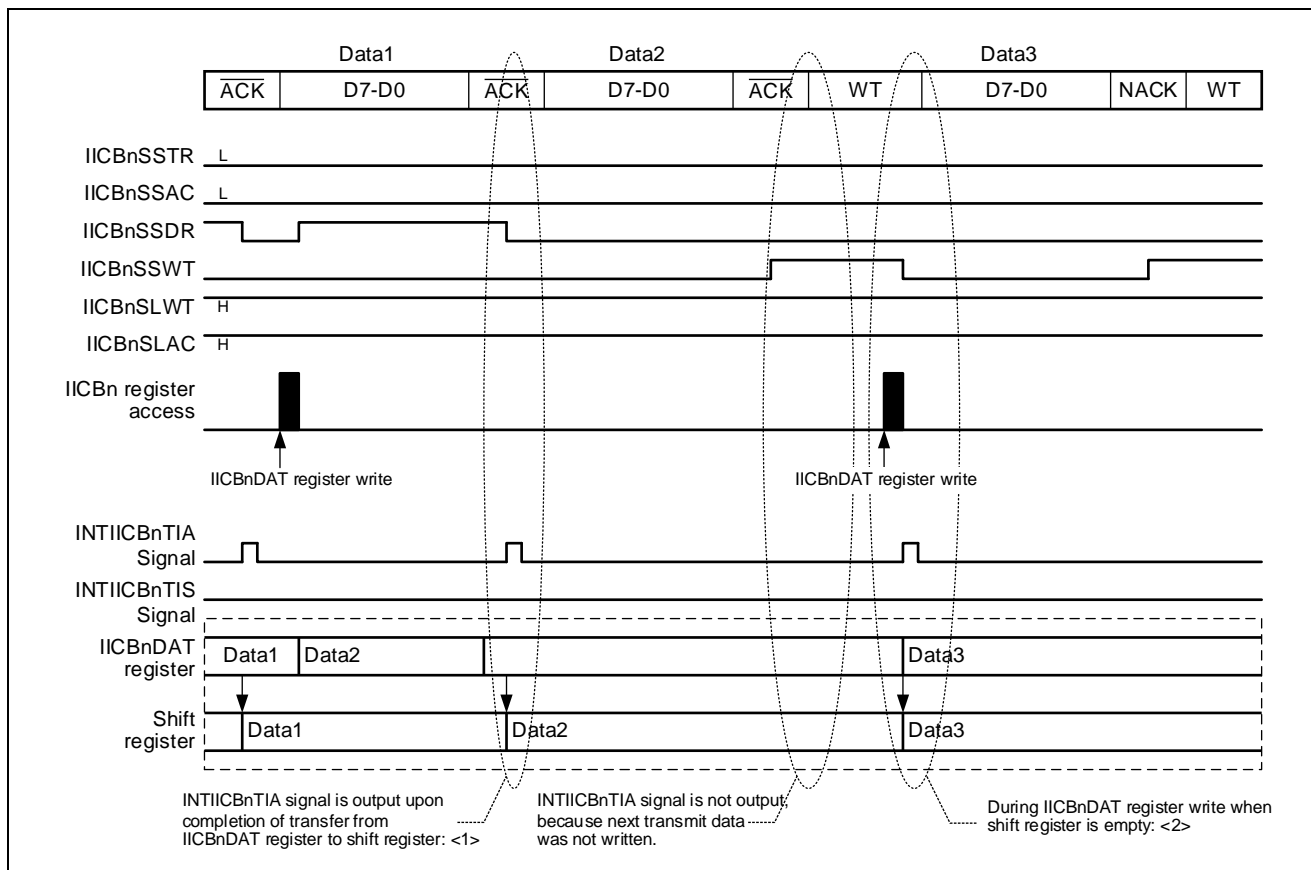 Data1 Data2 Data3
ACK D7-D0 ACK D7-D0 ACK WT D7-D0 NACK WT
IICBnSSTR L
IICBnSSAC L
IICBnSSDR
IICBnSSWT
IICBnSLWT H
IICBnSLAC H
IICBn register
access
IICBnDAT register write IICBnDAT register write
INTIICBnTIA
Signal
INTIICBnTIS
Signal
IICBnDAT
register
Data1 Data2 Data3
Shift
register
Data1 Data2 Data3
INTIICBnTIA signal is output upon
completion of transfer from
IICBnDAT register to shift register: <1>
INTIICBnTIA signal is not output,
because next transmit data
was not written.
During IICBnDAT register write when
shift register is empty: <2>